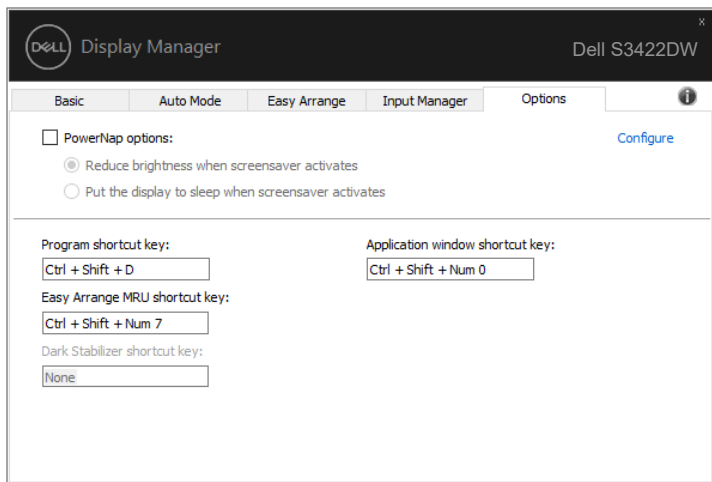 x
DELL Display Manager
Dell S3422DW
Basic Auto Mode Easy Arrange Input Manager Options i
PowerNap options: Configure
Reduce brightness when screensaver activates
Put the display to sleep when screensaver activates
Program shortcut key: Application window shortcut key:
Ctrl + Shift + D Ctrl + Shift + Num 0
Easy Arrange MRU shortcut key:
Ctrl + Shift + Num 7
Dark Stabilizer shortcut key:
None